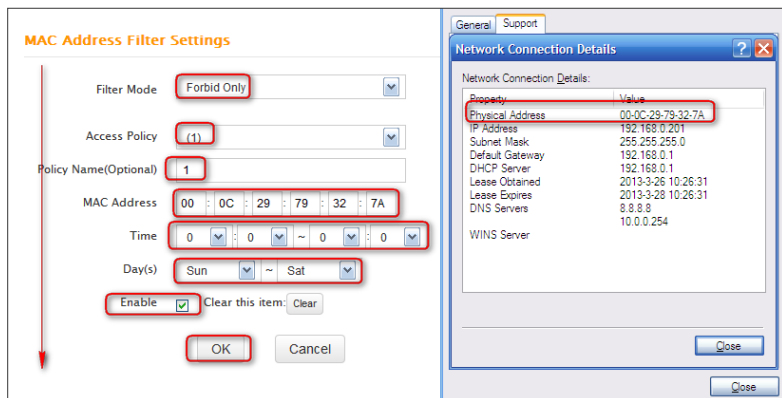 MAC Address Filter Settings
Filter Mode Forbid Only
Access Policy (1)
Policy Name(Optional) 1
MAC Address 00 : 0C : 29 : 79 : 32 : 7A
Time 0 : 0 ~ 0 : 0
Day(s) Sun ~ Sat
Enable Clear this item: Clear
OK Cancel
General Support
Network Connection Details
Network Connection Details:
Property Value
Physical Address 00-0C-29-79-32-7A
IP Address 192.168.0.201
Subnet Mask 255.255.255.0
Default Gateway 192.168.0.1
DHCP Server 192.168.0.1
Lease Obtained 2013-3-26 10:26:31
Lease Expires 2013-3-28 10:26:31
DNS Servers 8.8.8.8
10.0.0.254
WINS Server
Close
Close